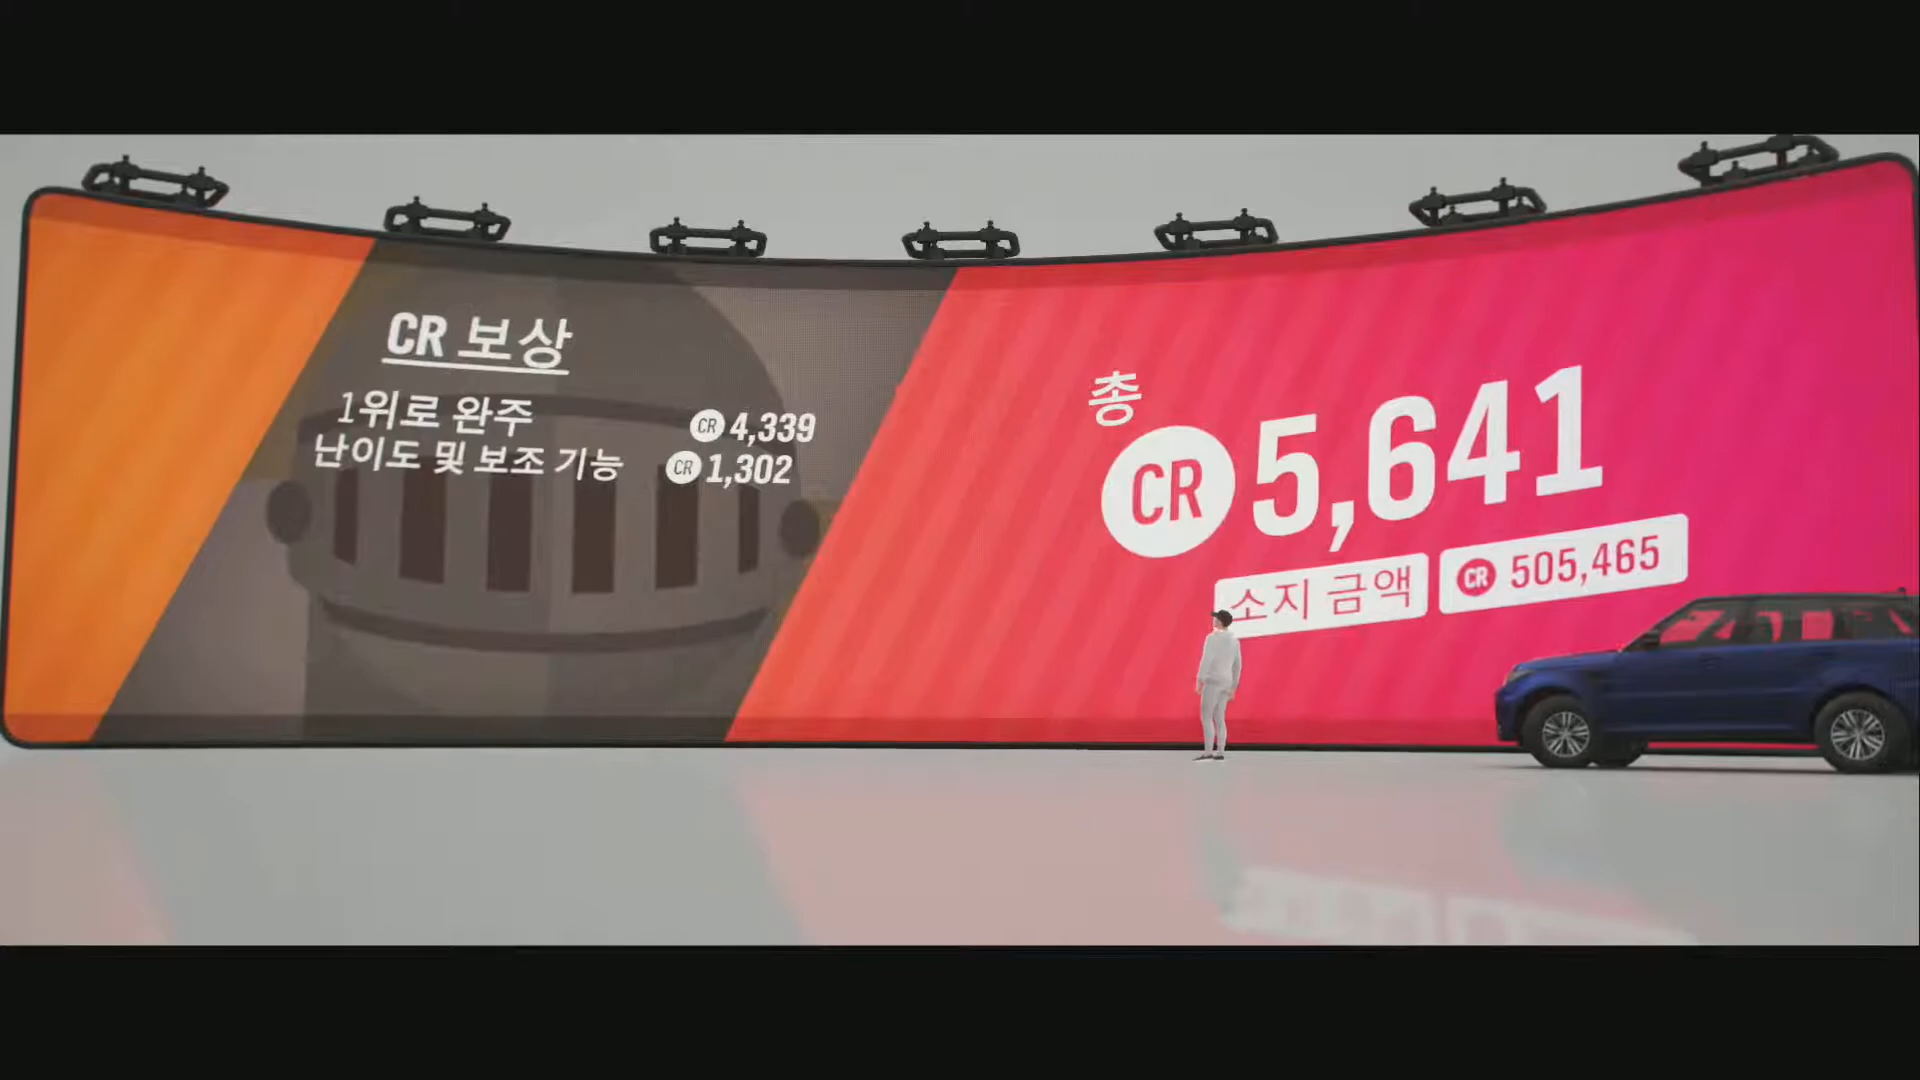 CR 보상
1위로 완주 CR 4,339
난이도 및 보조 기능 CR 1,302
총
CR 5,641
소지 금액 CR 505,465